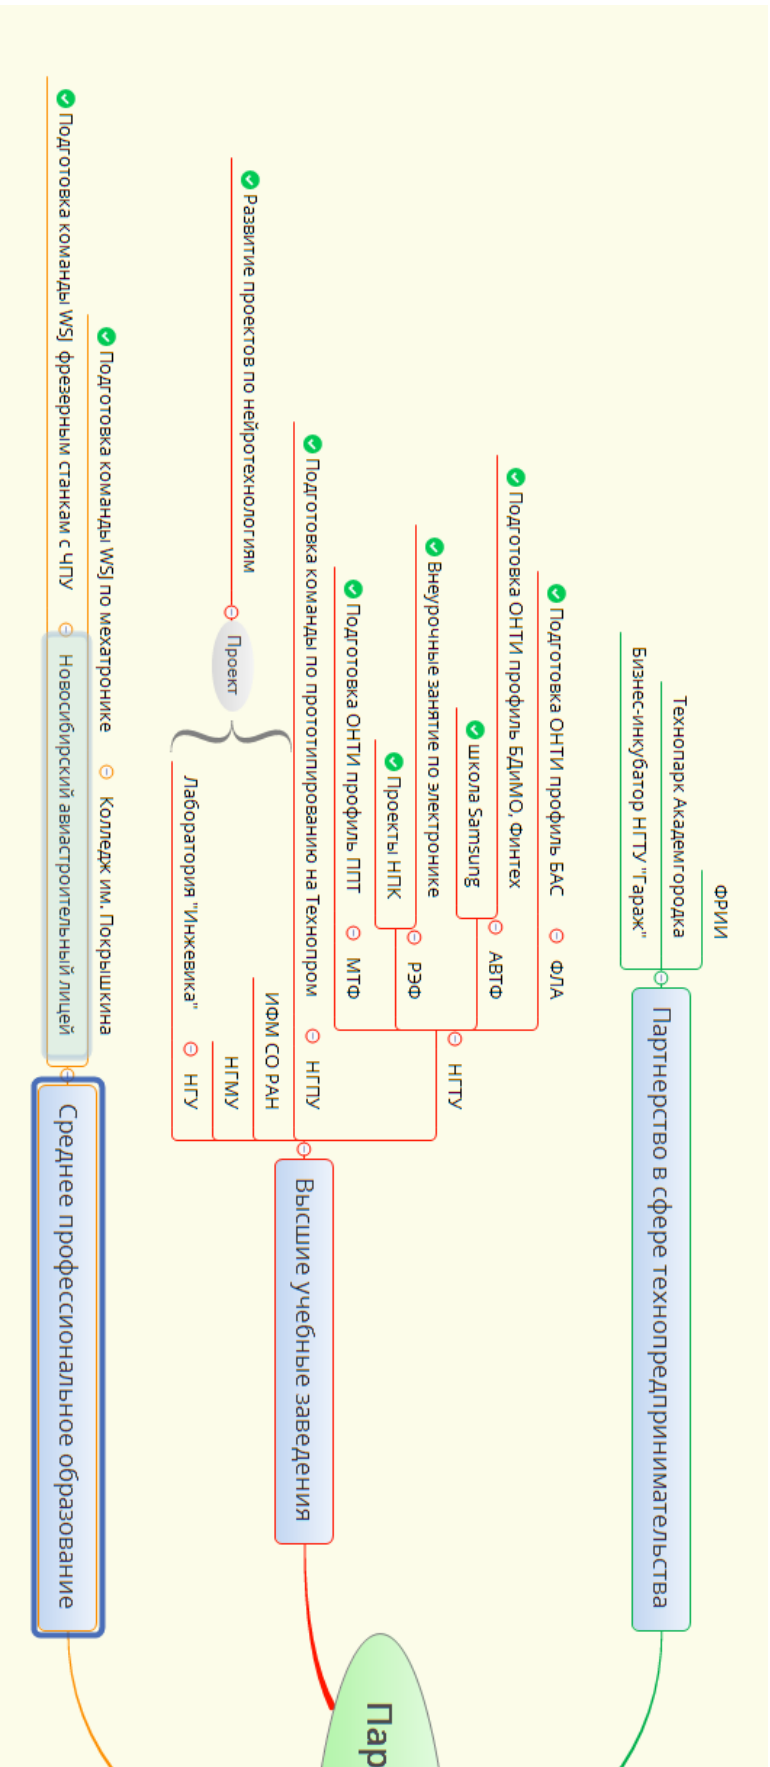 ФРИИ
Технопарк Академгородка
Бизнес-инкубатор НГТУ "Гараж"
Партнерство в сфере технопредпринимательства
Подготовка ОНТИ профиль БАС
ФЛА
Подготовка ОНТИ профиль БДиМО, Финтех
школа Samsung
АВТФ
Внеурочные занятие по электронике
Проекты НПК
РЭФ
Подготовка ОНТИ профиль ППТ
МТФ
НГТУ
Подготовка команды по прототипированию на Технопром
НГПУ
ИФМ СО РАН
НГМУ
Лаборатория "Инжевика"
НГУ
Развитие проектов по нейротехнологиям
Проект
Высшие учебные заведения
Пар
Подготовка команды WSJ по мехатронике
Колледж им. Покрышкина
Подготовка команды WSJ фрезерным станкам с ЧПУ
Новосибирский авиастроительный лицей
Среднее профессиональное образование